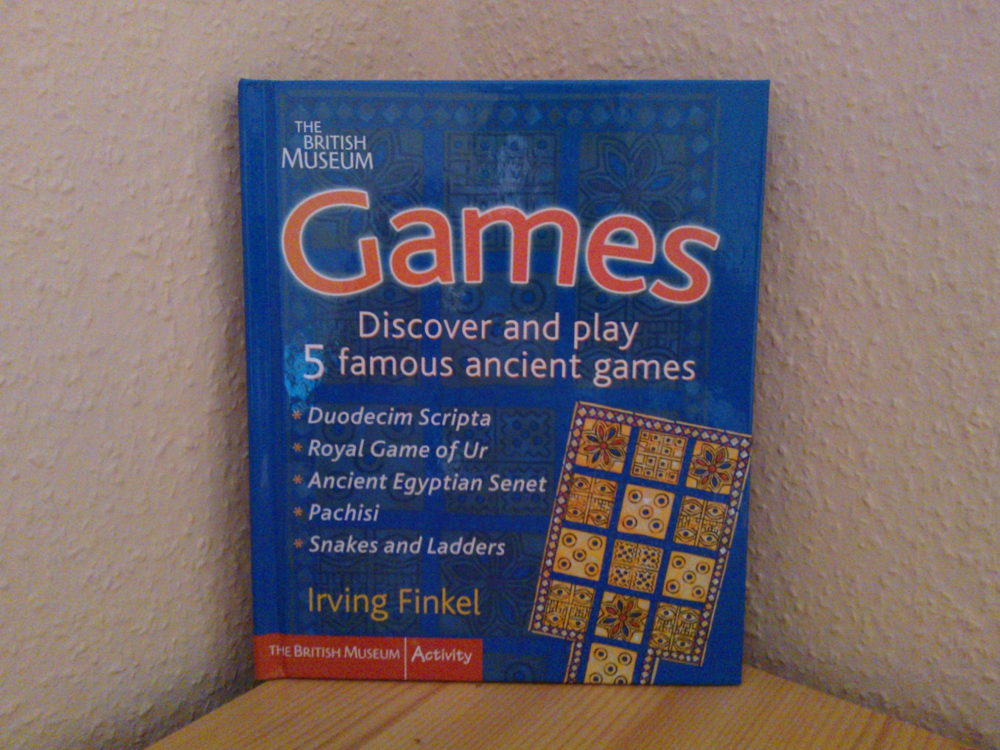 THE
BRITISH
MUSEUM
Games
Discover and play
5 famous ancient games
* Duodecim Scripta
* Royal Game of Ur
* Ancient Egyptian Senet
* Pachisi
* Snakes and Ladders
Irving Finkel
THE BRITISH MUSEUM | Activity